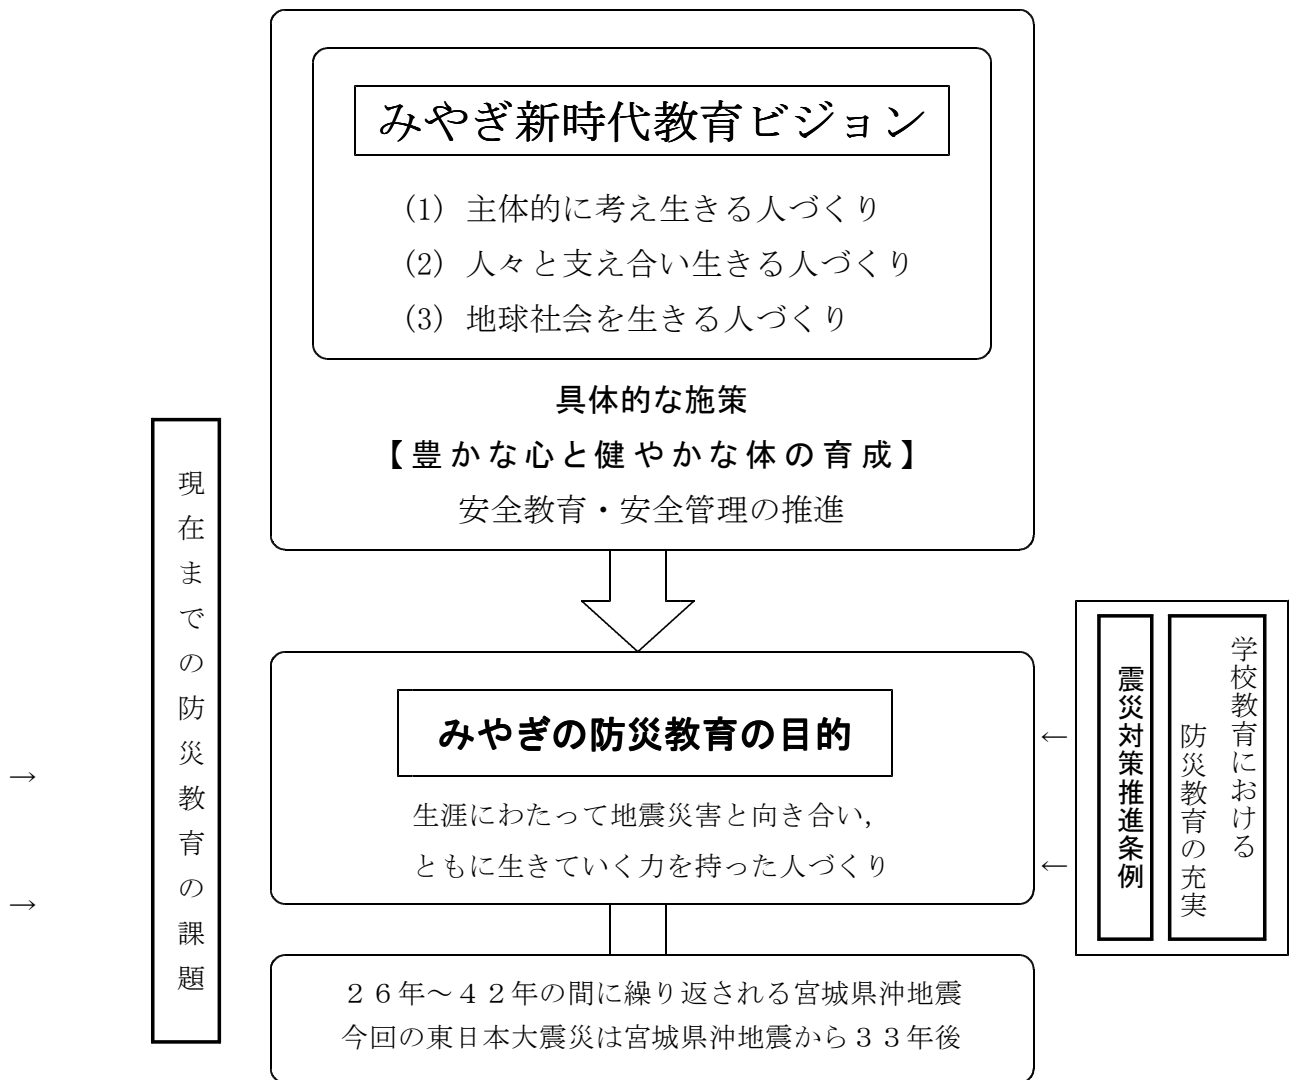 みやぎ新時代教育ビジョン
(1) 主体的に考え生きる人づくり
(2) 人々と支え合い生きる人づくり
(3) 地球社会を生きる人づくり
具体的な施策
【豊かな心と健やかな体の育成】
安全教育・安全管理の推進
現在までの防災教育の課題
→
→
みやぎの防災教育の目的
生涯にわたって地震災害と向き合い,
ともに生きていく力を持った人づくり
←
←
学校教育における
防災教育の充実
震災対策推進条例
２６年～４２年の間に繰り返される宮城県沖地震
今回の東日本大震災は宮城県沖地震から３３年後